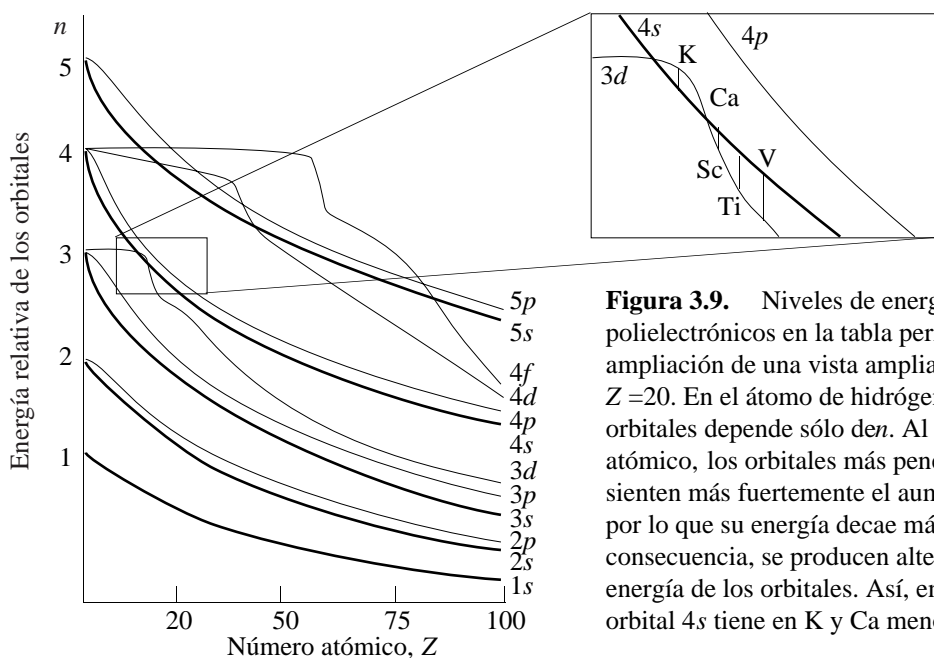 n
5
4
3
2
1
Energía relativa de los orbitales
20
50
75
100
Número atómico, Z
5p
5s
4f
4d
4p
4s
3d
3p
3s
2p
2s
1s
4s
4p
K
3d
Ca
Sc
V
Ti
Figura 3.9. Niveles de energ
polielectrónicos en la tabla per
ampliación de una vista amplia
Z =20. En el átomo de hidróge
orbitales depende sólo den. Al
atómico, los orbitales más pene
sienten más fuertemente el aum
por lo que su energía decae má
consecuencia, se producen alte
energía de los orbitales. Así, en
orbital 4s tiene en K y Ca meno